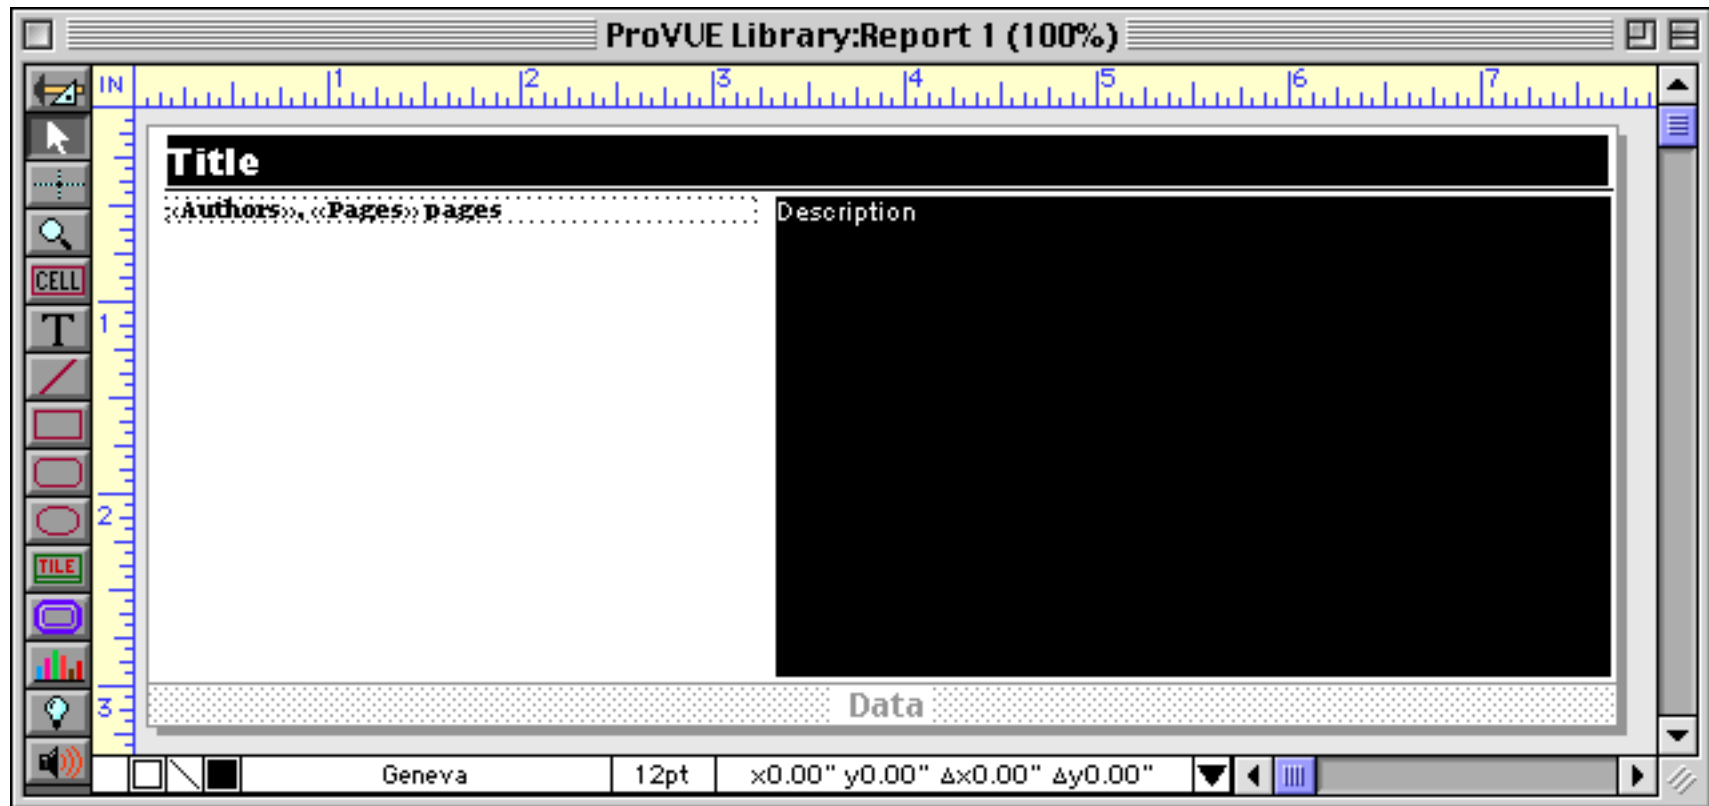 ProVUE Library:Report 1 (100%)
IN 1 2 3 4 5 6 7
Title
«Authors», «Pages» pages
Description
CELL
1
2
TILE
Data
3
Geneva 12pt x0.00" y0.00" Δx0.00" Δy0.00"